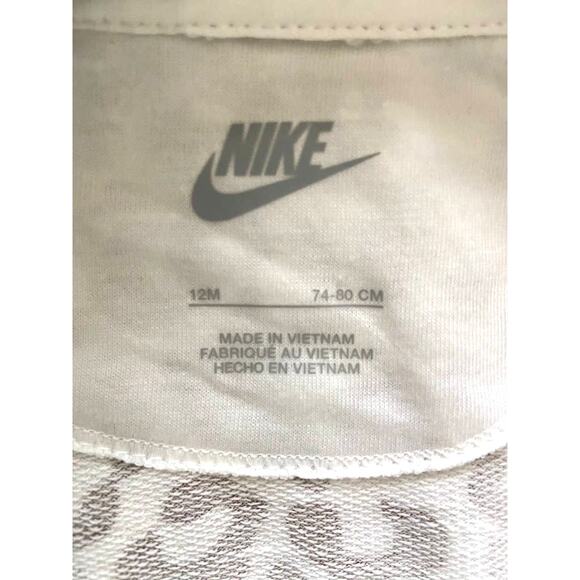 NIKE
12M 74-80 CM
MADE IN VIETNAM
FABRIQUÉ AU VIETNAM
HECHO EN VIETNAM